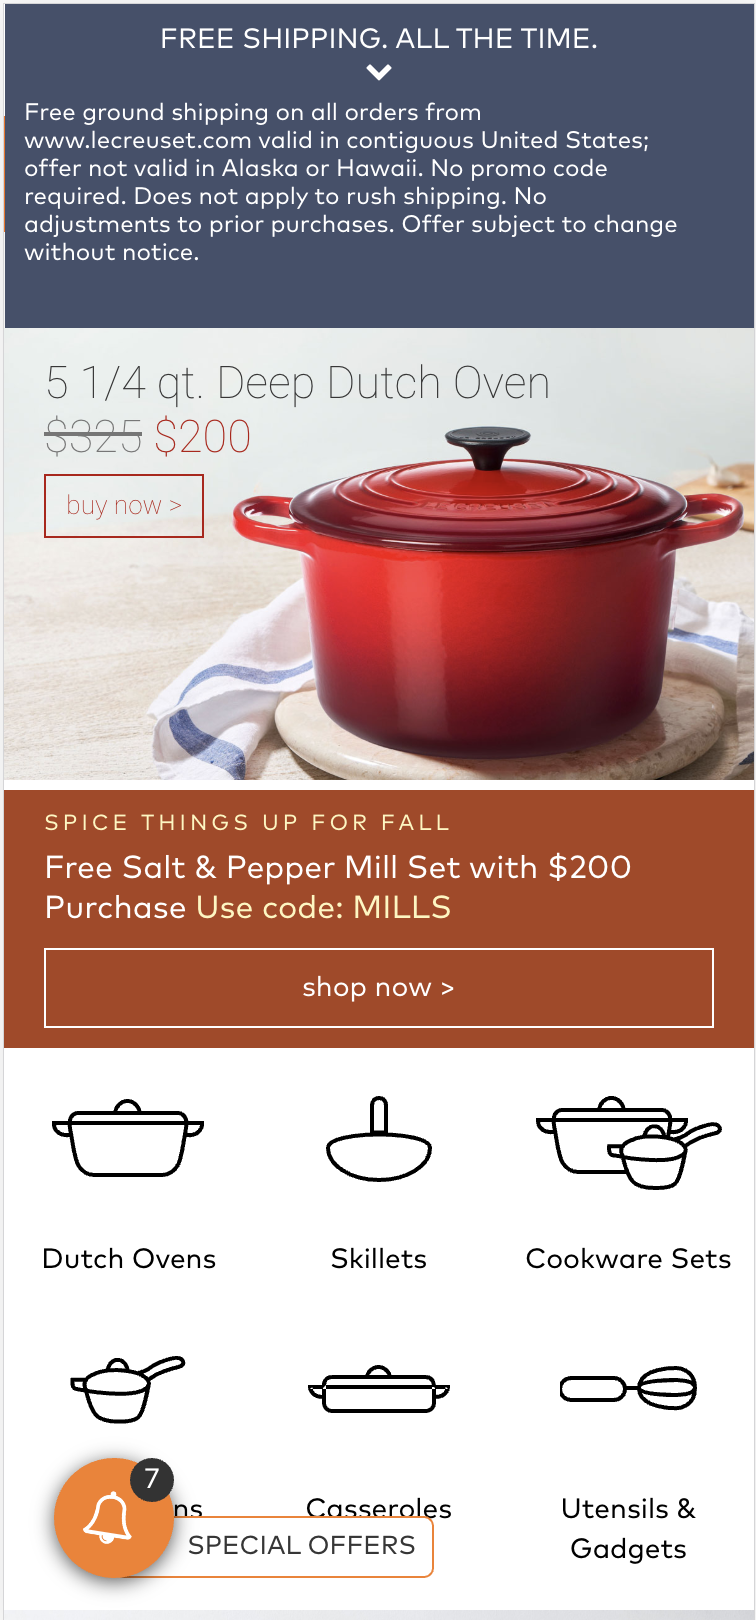 FREE SHIPPING. ALL THE TIME.
Free ground shipping on all orders from
www.lecreuset.com valid in contiguous United States;
offer not valid in Alaska or Hawaii. No promo code
required. Does not apply to rush shipping. No
adjustments to prior purchases. Offer subject to change
without notice.
5 1/4 qt. Deep Dutch Oven
$325 $200
buy now >
SPICE THINGS UP FOR FALL
Free Salt & Pepper Mill Set with $200
Purchase Use code: MILLS
shop now >
Dutch Ovens
Skillets
Cookware Sets
ns
Casseroles
Utensils &
Gadgets
7
SPECIAL OFFERS